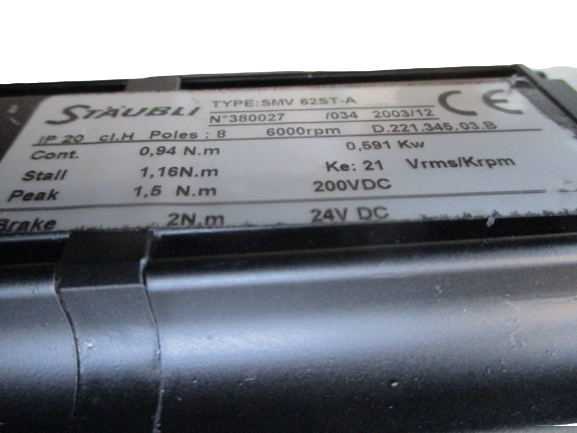 STÄUBLI TYPE:SMV 62ST-A CE
N°380027 /034 2003/12
IP 20 cl.H Poles : 8 6000rpm D.221.345.03.B
Cont. 0,94 N.m 0,591 Kw
Stall 1,16N.m Ke: 21 Vrms/Krpm
Peak 1,5 N.m 200VDC
Brake 2N.m 24V DC